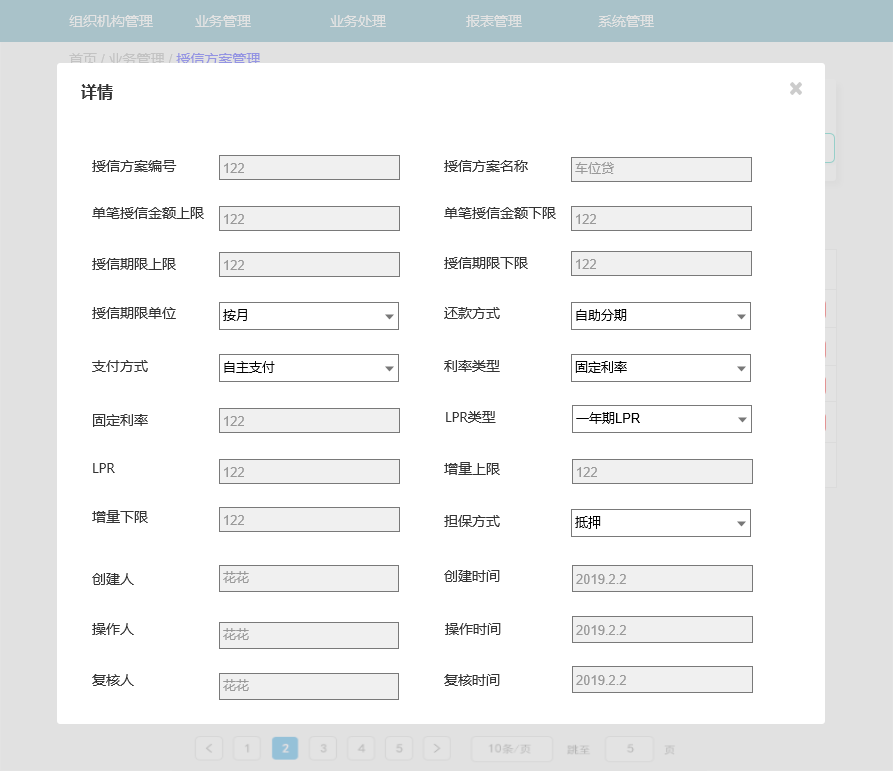 组织机构管理 业务管理 业务处理 报表管理 系统管理
首页 / 业务管理 / 授信方案管理
详情
授信方案编号 122 授信方案名称 车位贷
单笔授信金额上限 122 单笔授信金额下限 122
授信期限上限 122 授信期限下限 122
授信期限单位 按月 还款方式 自助分期
支付方式 自主支付 利率类型 固定利率
固定利率 122 LPR类型 一年期LPR
LPR 122 增量上限 122
增量下限 122 担保方式 抵押
创建人 花花 创建时间 2019.2.2
操作人 花花 操作时间 2019.2.2
复核人 花花 复核时间 2019.2.2
< 1 2 3 4 5 > 10条/页 跳至 5 页